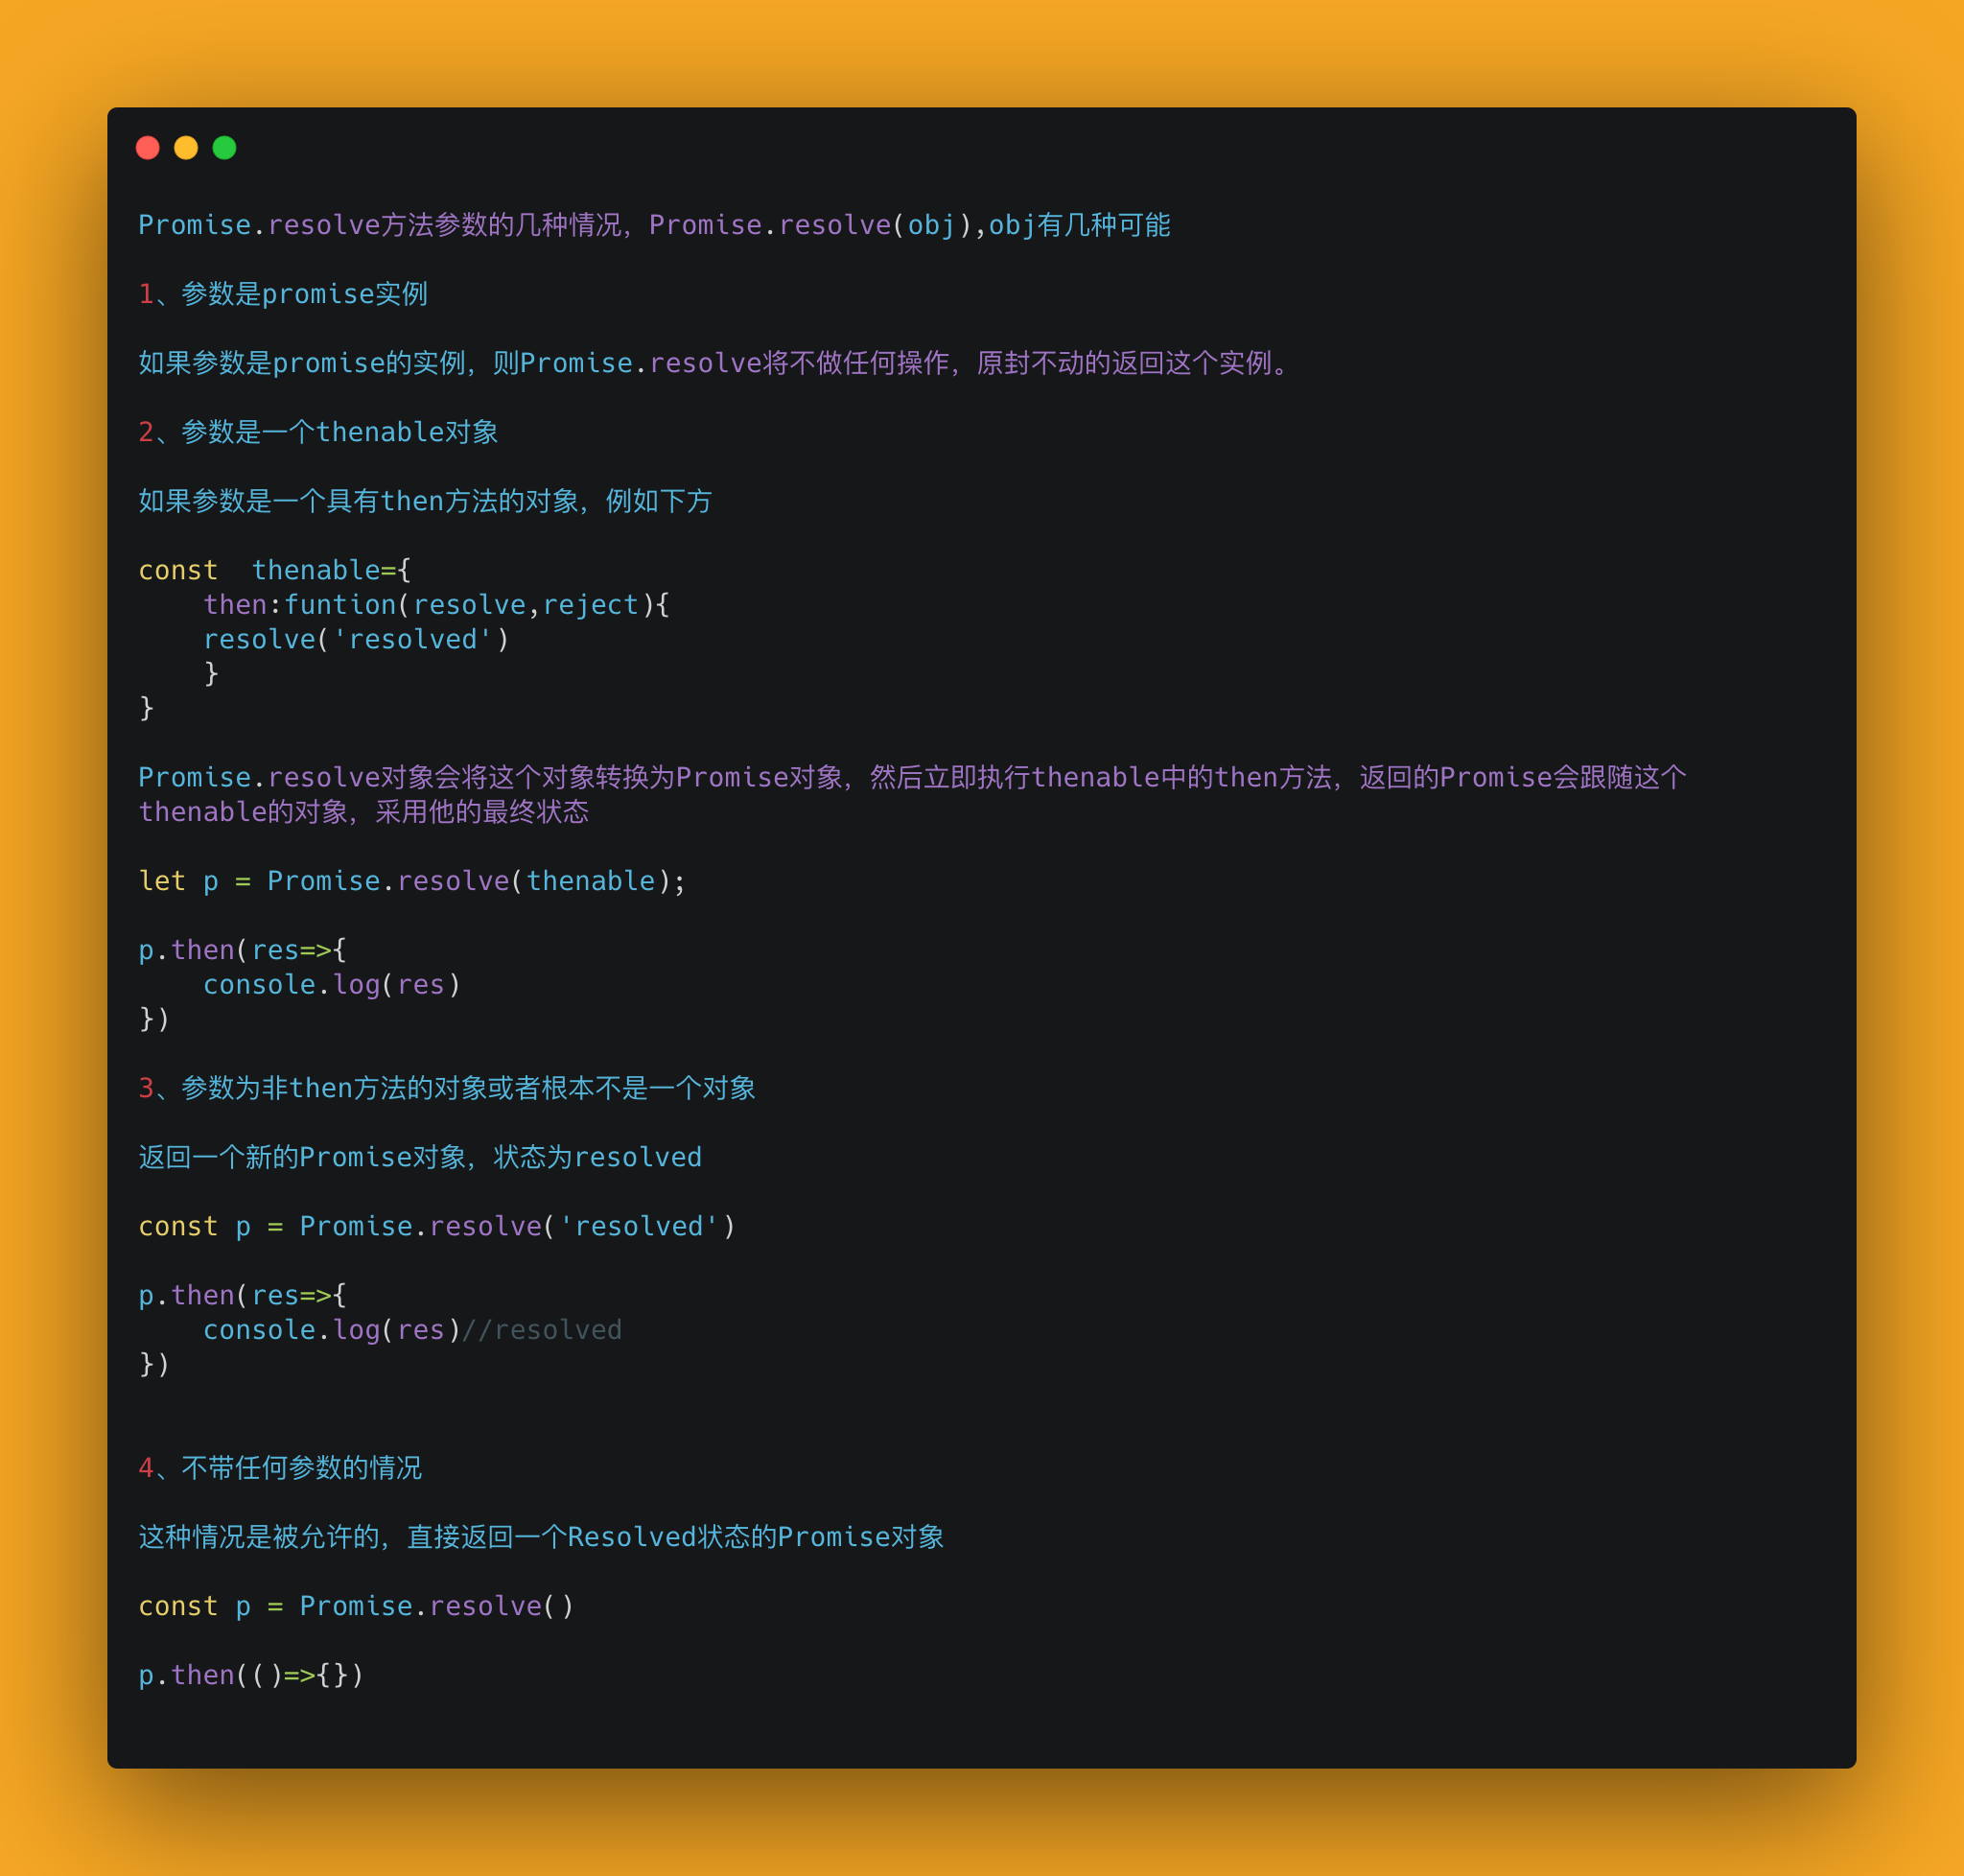 Promise.resolve方法参数的几种情况，Promise.resolve(obj),obj有几种可能
1、参数是promise实例
如果参数是promise的实例，则Promise.resolve将不做任何操作，原封不动的返回这个实例。
2、参数是一个thenable对象
如果参数是一个具有then方法的对象，例如下方
const  thenable={
    then:funtion(resolve,reject){
    resolve('resolved')
    }
}
Promise.resolve对象会将这个对象转换为Promise对象，然后立即执行thenable中的then方法，返回的Promise会跟随这个
thenable的对象，采用他的最终状态
let p = Promise.resolve(thenable);
p.then(res=>{
    console.log(res)
})
3、参数为非then方法的对象或者根本不是一个对象
返回一个新的Promise对象，状态为resolved
const p = Promise.resolve('resolved')
p.then(res=>{
    console.log(res)//resolved
})
4、不带任何参数的情况
这种情况是被允许的，直接返回一个Resolved状态的Promise对象
const p = Promise.resolve()
p.then(()=>{})